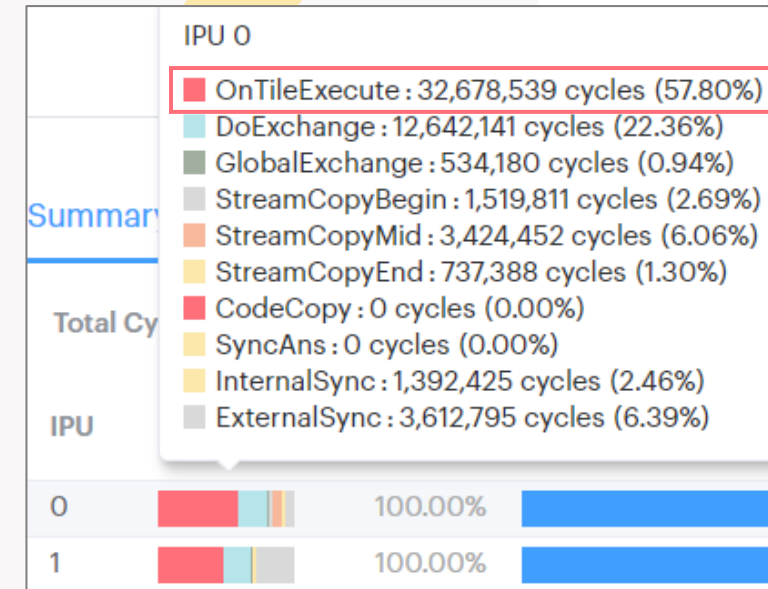 IPU 0
OnTileExecute : 32,678,539 cycles (57.80%)
DoExchange : 12,642,141 cycles (22.36%)
GlobalExchange : 534,180 cycles (0.94%)
StreamCopyBegin : 1,519,811 cycles (2.69%)
StreamCopyMid : 3,424,452 cycles (6.06%)
StreamCopyEnd : 737,388 cycles (1.30%)
CodeCopy : 0 cycles (0.00%)
SyncAns : 0 cycles (0.00%)
InternalSync : 1,392,425 cycles (2.46%)
ExternalSync : 3,612,795 cycles (6.39%)
Summary
Total Cy
IPU
0 100.00%
1 100.00%